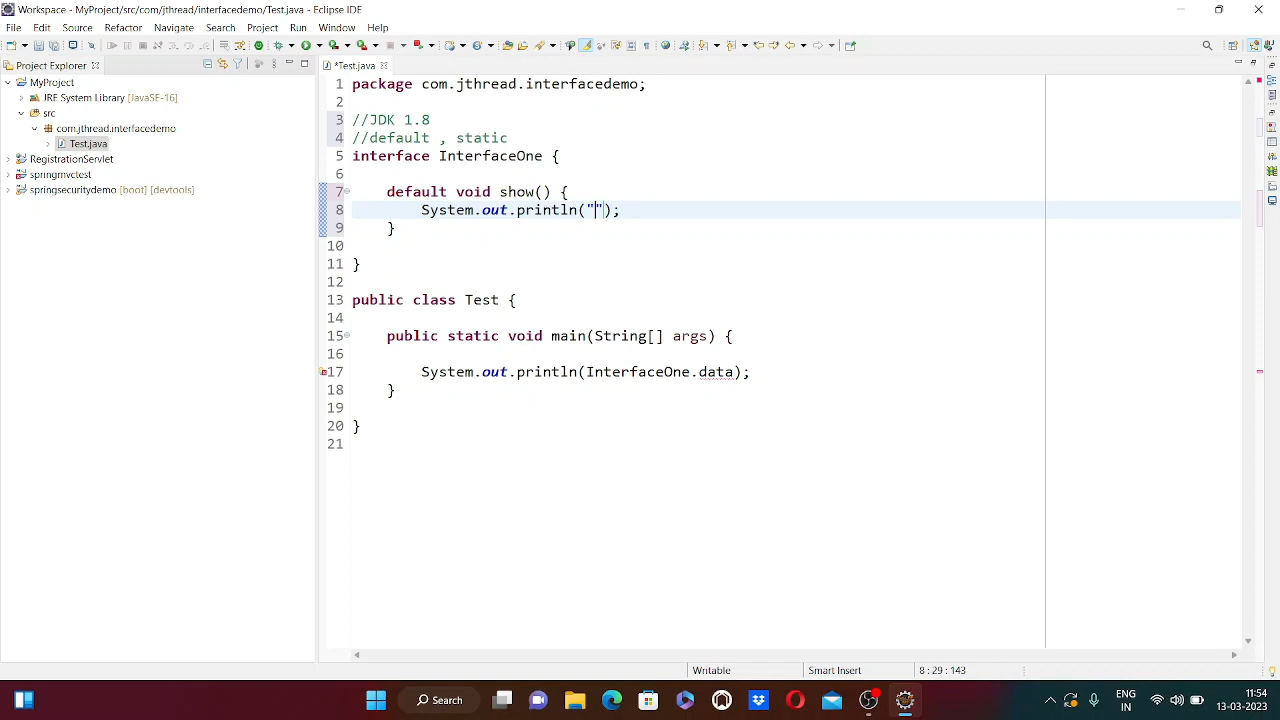 Workspace - MyProject/src/com/jthread/interfacedemo/Test.java - Eclipse IDE
File Edit Source Refactor Navigate Search Project Run Window Help
Project Explorer
MyProject
JRE System Library [JavaSE-16]
src
com.jthread.interfacedemo
Test.java
RegistrationServlet
springmvctest
springsecuritydemo [boot] [devtools]
*Test.java
1 package com.jthread.interfacedemo;
2
3 //JDK 1.8
4 //default , static
5 interface InterfaceOne {
6
7 default void show() {
8 System.out.println("");
9 }
10
11 }
12
13 public class Test {
14
15 public static void main(String[] args) {
16
17 System.out.println(InterfaceOne.data);
18 }
19
20 }
21
Writable Smart Insert 8:29:143
Search
ENG
IN
11:54
13-03-2023